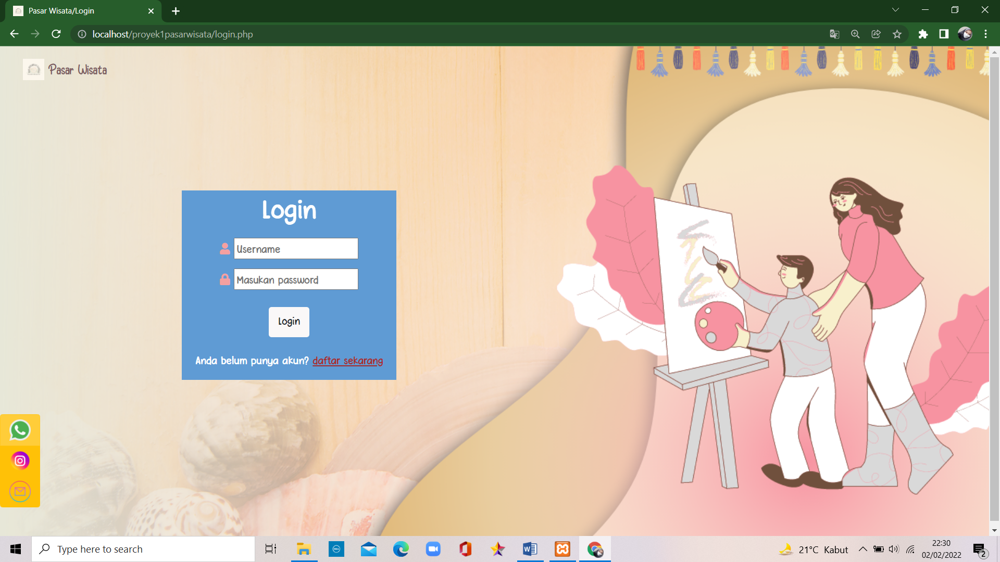 Pasar Wisata/Login
localhost/proyek1pasarwisata/login.php
Pasar Wisata
Login
Username
Masukan password
Login
Anda belum punya akun? daftar sekarang
Type here to search
21°C Kabut
22:30
02/02/2022
2